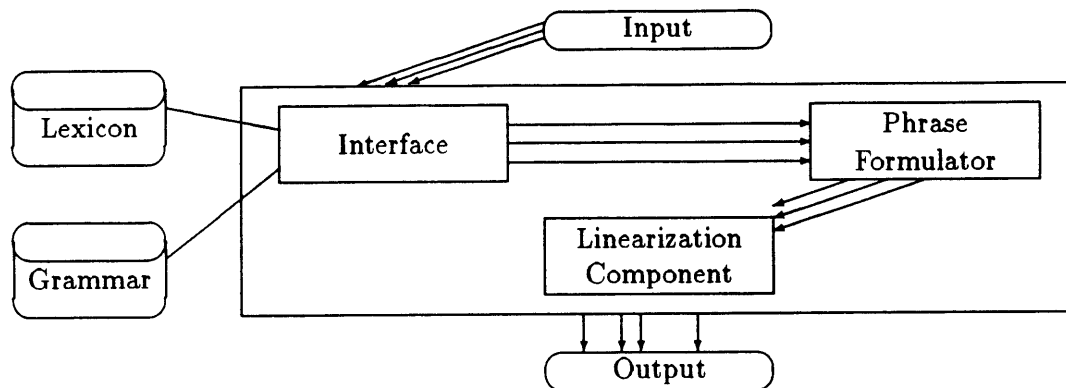 Input
Lexicon
Interface
Phrase
Formulator
Grammar
Linearization
Component
Output